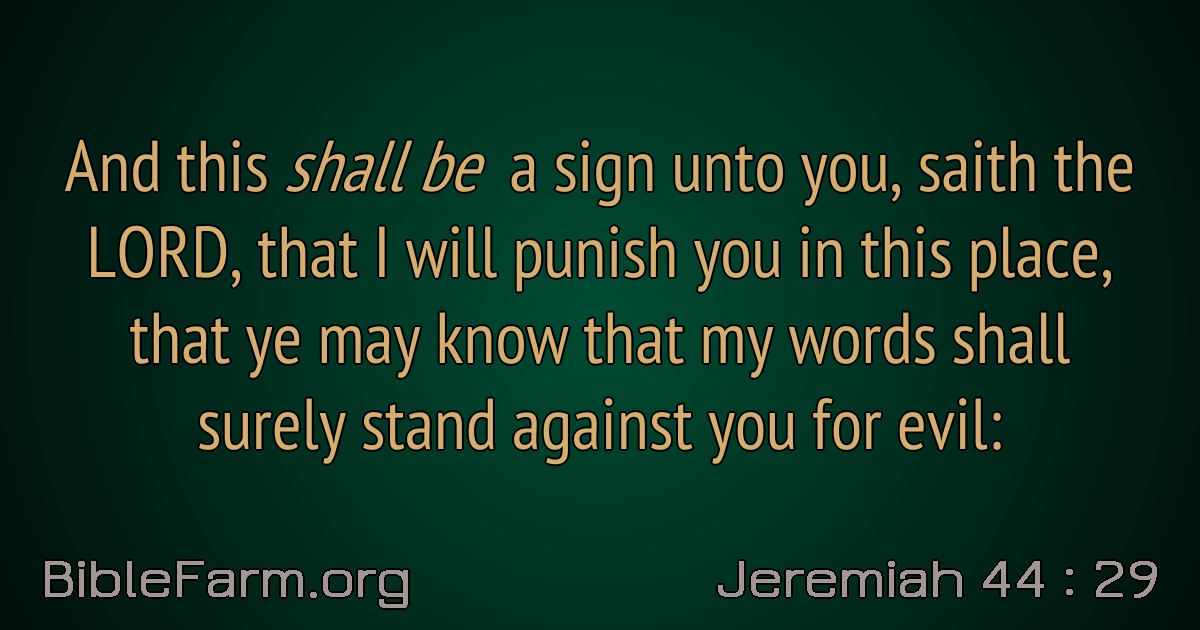 And this shall be a sign unto you, saith the
LORD, that I will punish you in this place,
that ye may know that my words shall
surely stand against you for evil:
BibleFarm.org
Jeremiah 44 : 29